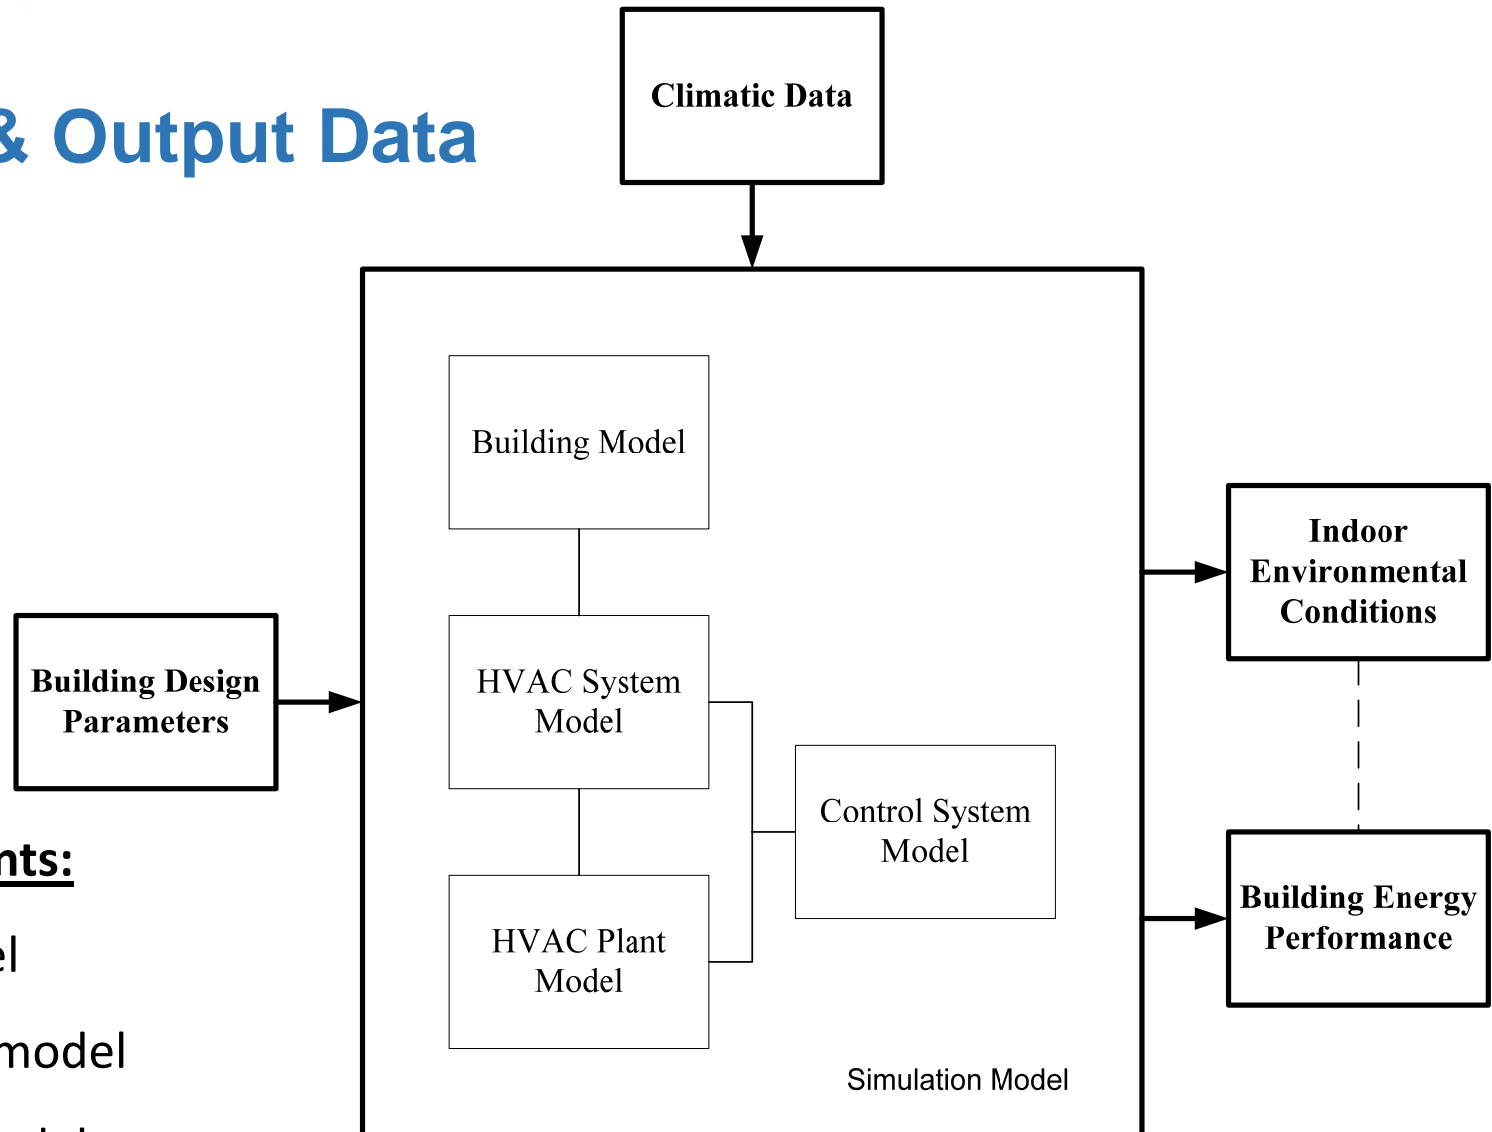 Climatic Data
& Output Data
Building Model
Indoor
Environmental
Conditions
Building Design
Parameters
HVAC System
Model
Control System
Model
nts:
Building Energy
Performance
HVAC Plant
Model
el
model
Simulation Model